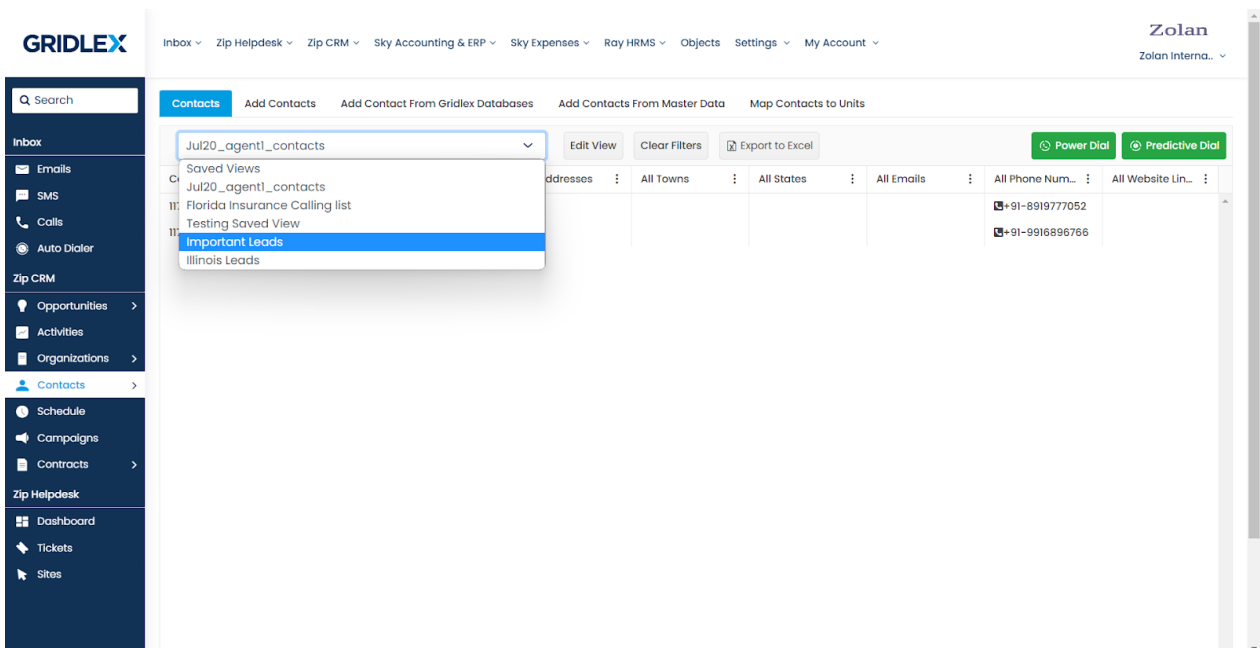 GRIDLEX
Inbox Zip Helpdesk Zip CRM Sky Accounting & ERP Sky Expenses Ray HRMS Objects Settings My Account
Zolan
Zolan Interna..
Search
Inbox
Emails
SMS
Calls
Auto Dialer
Zip CRM
Opportunities
Activities
Organizations
Contacts
Schedule
Campaigns
Contracts
Zip Helpdesk
Dashboard
Tickets
Sites
Contacts Add Contacts Add Contact From Gridlex Databases Add Contacts From Master Data Map Contacts to Units
Jul20_agent1_contacts Edit View Clear Filters Export to Excel Power Dial Predictive Dial
Saved Views
Jul20_agent1_contacts
Florida Insurance Calling list
Testing Saved View
Important Leads
Illinois Leads
All Towns All States All Emails All Phone Num... All Website Lin...
+91-8919777052
+91-9916896766